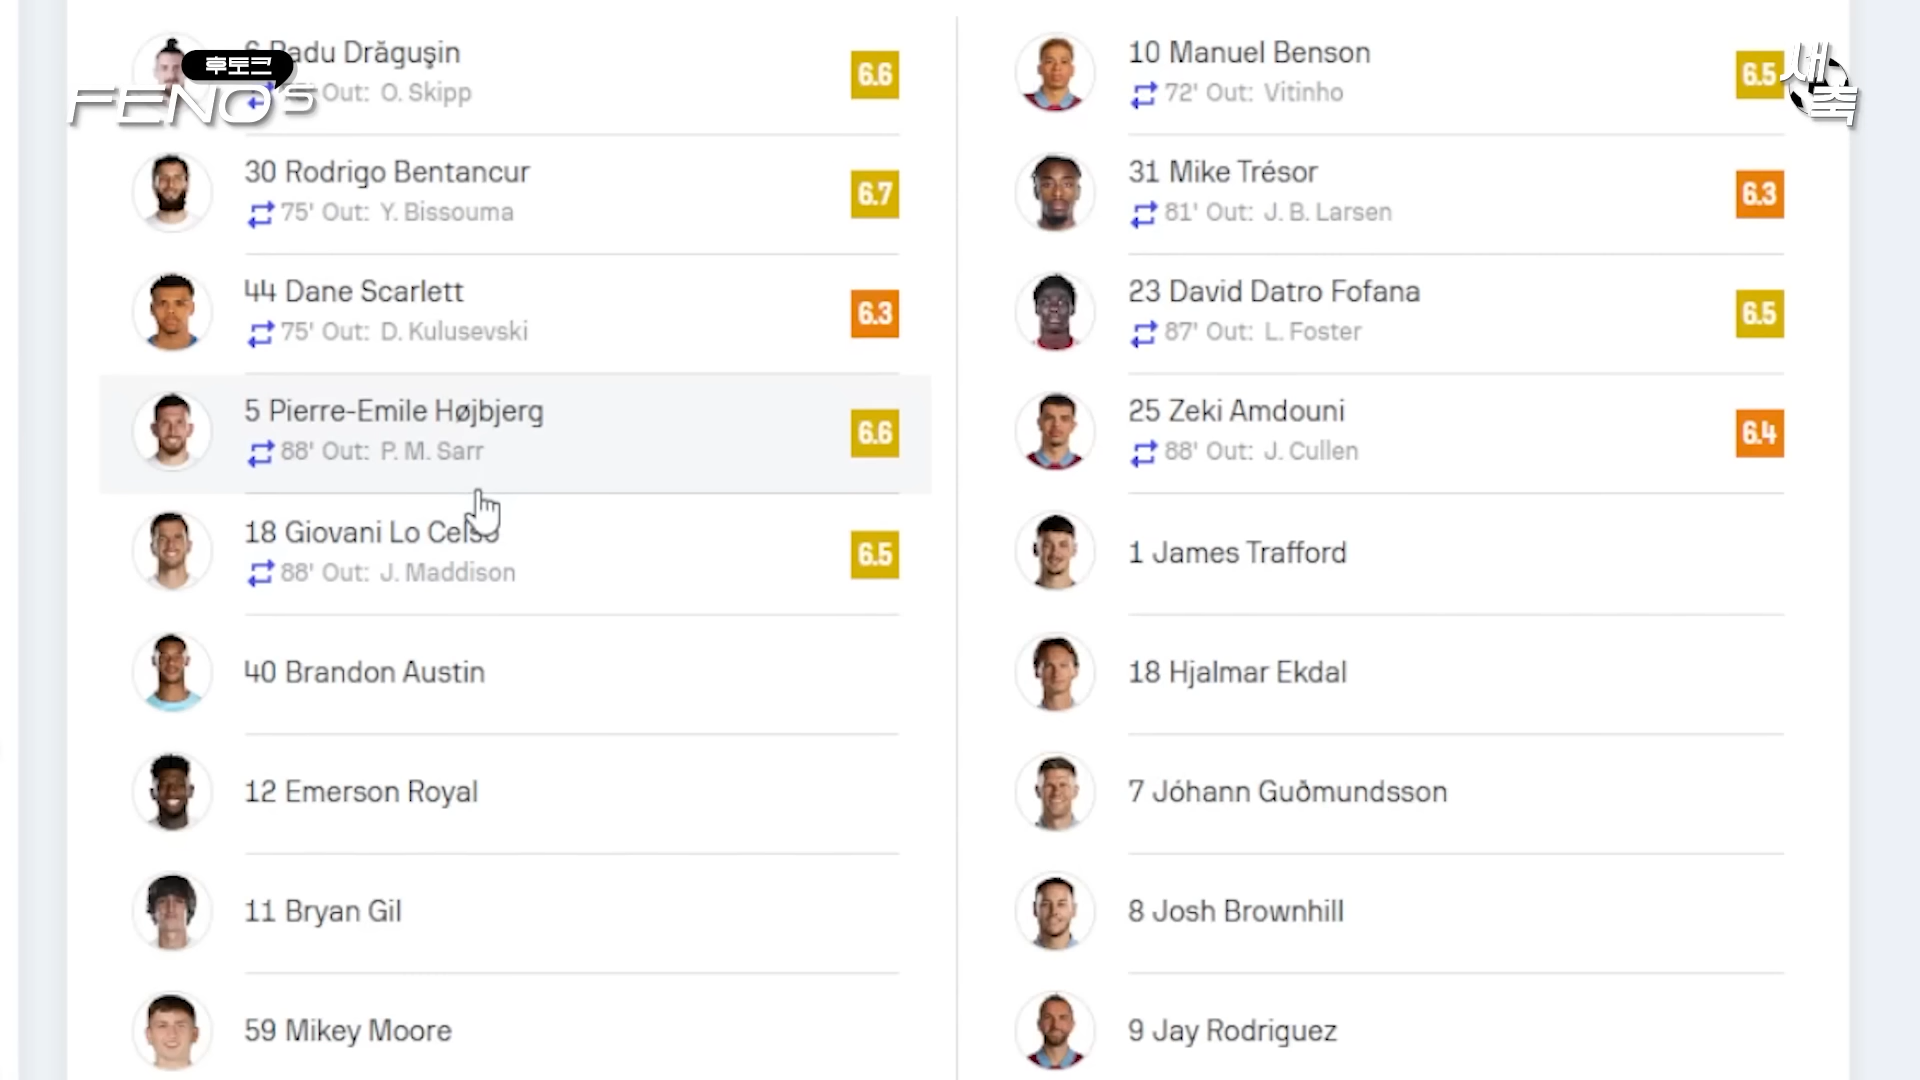 후토크
FENO'S
세축
Radu Drăguşin
Out: O. Skipp
6.6
30 Rodrigo Bentancur
75' Out: Y. Bissouma
6.7
44 Dane Scarlett
75' Out: D. Kulusevski
6.3
5 Pierre-Emile Højbjerg
88' Out: P. M. Sarr
6.6
18 Giovani Lo Celso
88' Out: J. Maddison
6.5
40 Brandon Austin
12 Emerson Royal
11 Bryan Gil
59 Mikey Moore
10 Manuel Benson
72' Out: Vitinho
6.5
31 Mike Trésor
81' Out: J. B. Larsen
6.3
23 David Datro Fofana
87' Out: L. Foster
6.5
25 Zeki Amdouni
88' Out: J. Cullen
6.4
1 James Trafford
18 Hjalmar Ekdal
7 Jóhann Guðmundsson
8 Josh Brownhill
9 Jay Rodriguez